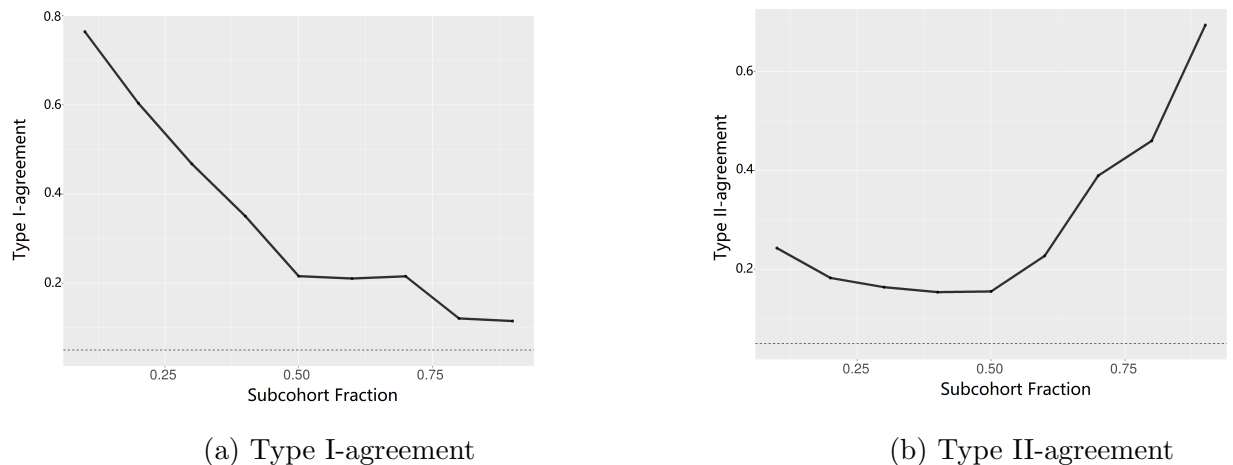 0.8
0.6
0.4
0.2
Type I-agreement
0.25 0.50 0.75
Subcohort Fraction
(a) Type I-agreement
0.6
0.4
0.2
Type II-agreement
0.25 0.50 0.75
Subcohort Fraction
(b) Type II-agreement